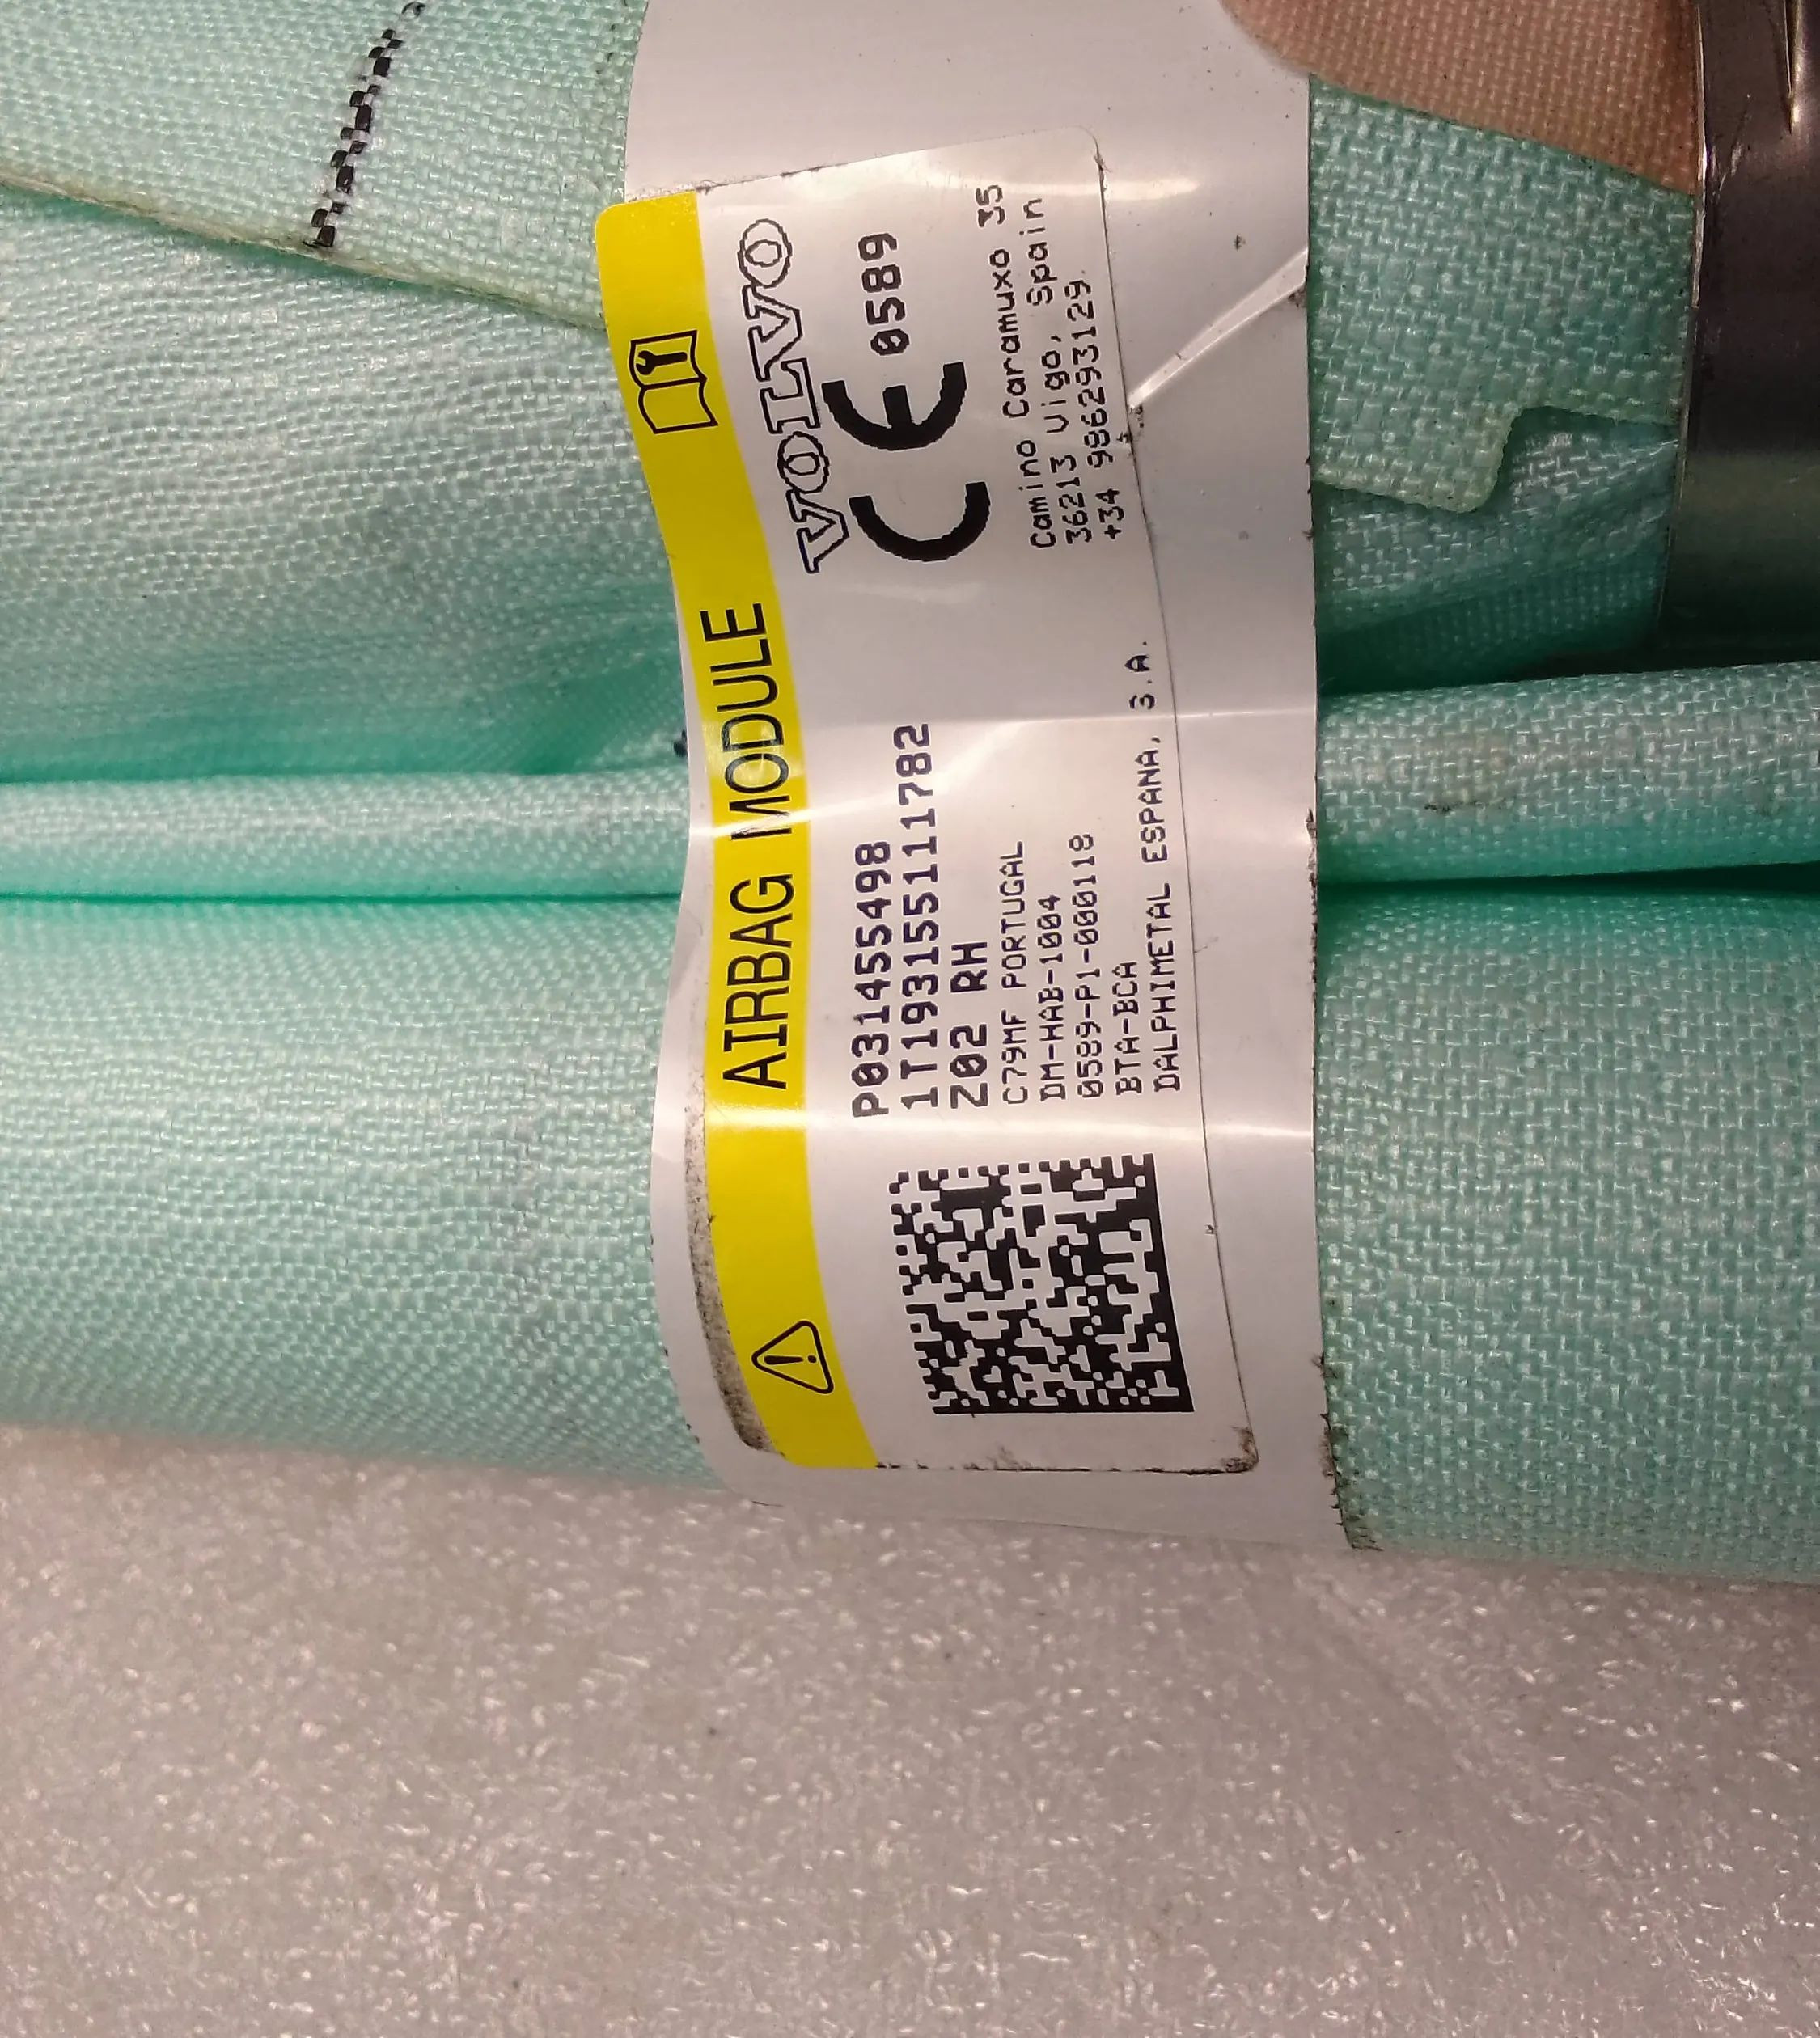 AIRBAG MODULE
VOLVO
P031455498
1T1931551111782
Z02 RH
CE 0589
C79MF PORTUGAL
DM-HAB-1004
0589-P1-000118
BTA-BCA
DALPHIMETAL ESPANA, S.A.
Camino Caramuxo 35
36213 Vigo, Spain
+34 986293129